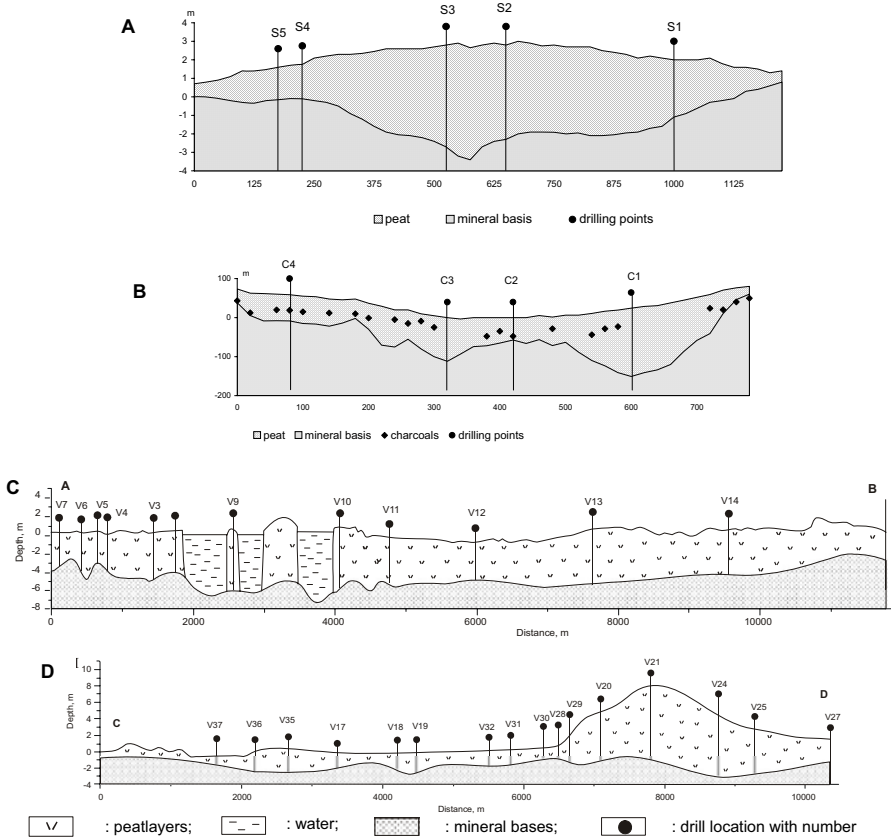 A
m
4
3
2
1
0
-1
-2
-3
-4
S5 S4 S3 S2 S1
0 125 250 375 500 625 750 875 1000 1125
peat mineral basis drilling points
B
m
100
0
-100
-200
C4 C3 C2 C1
0 100 200 300 400 500 600 700
peat mineral basis charcoals drilling points
C
A B
Depth, m
4
2
0
-2
-4
-6
-8
V7 V6 V5 V4 V3 V9 V10 V11 V12 V13 V14
0 2000 4000 6000 8000 10000
Distance, m
D
C D
Depth, m
10
8
6
4
2
0
-2
-4
V37 V36 V35 V17 V18 V19 V32 V31 V30 V28 V29 V20 V21 V24 V25 V27
0 2000 4000 6000 8000 10000
Distance, m
: peatlayers; : water; : mineral bases; : drill location with number